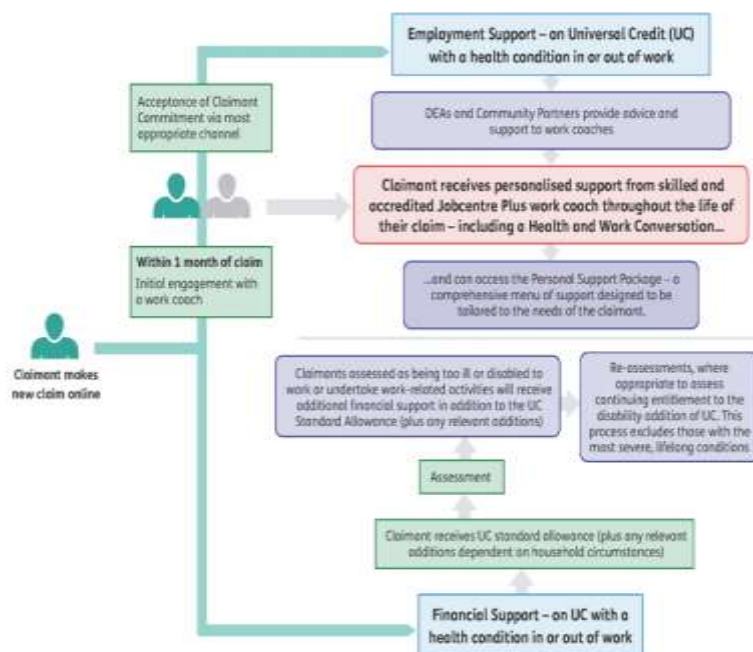 Employment Support – on Universal Credit (UC)
with a health condition in or out of work
Acceptance of Claimant
Commitment via most
appropriate channel
DEAs and Community Partners provide advice and
support to work coaches
Claimant receives personalised support from skilled and
accredited Jobcentre Plus work coach throughout the life of
their claim – including a Health and Work Conversation...
Within 1 month of claim
Initial engagement with
a work coach
...and can access the Personal Support Package – a
comprehensive menu of support designed to be
tailored to the needs of the claimant.
Claimant makes
new claim online
Claimants assessed as being too ill or disabled to
work or undertake work-related activities will receive
additional financial support in addition to the UC
Standard Allowance (plus any relevant additions)
Re-assessments, where
appropriate to assess
continuing entitlement to the
disability addition of UC. This
process excludes those with the
most severe, lifelong conditions
Assessment
Claimant receives UC standard allowance (plus any relevant
additions dependent on household circumstances)
Financial Support – on UC with a
health condition in or out of work